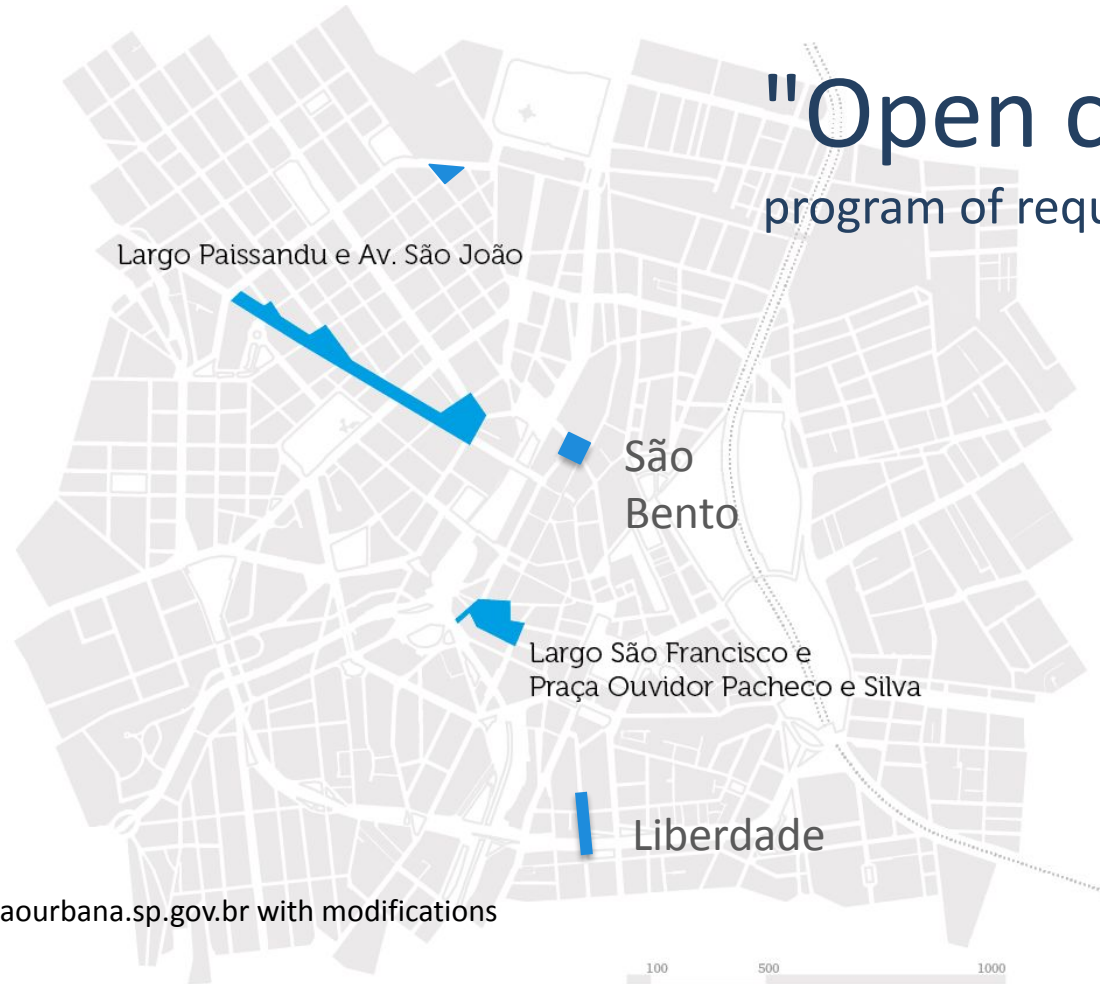 "Open c
program of requ
Largo Paissandu e Av. São João
São
Bento
Largo São Francisco e
Praça Ouvidor Pacheco e Silva
Liberdade
aourbana.sp.gov.br with modifications
100 500 1000